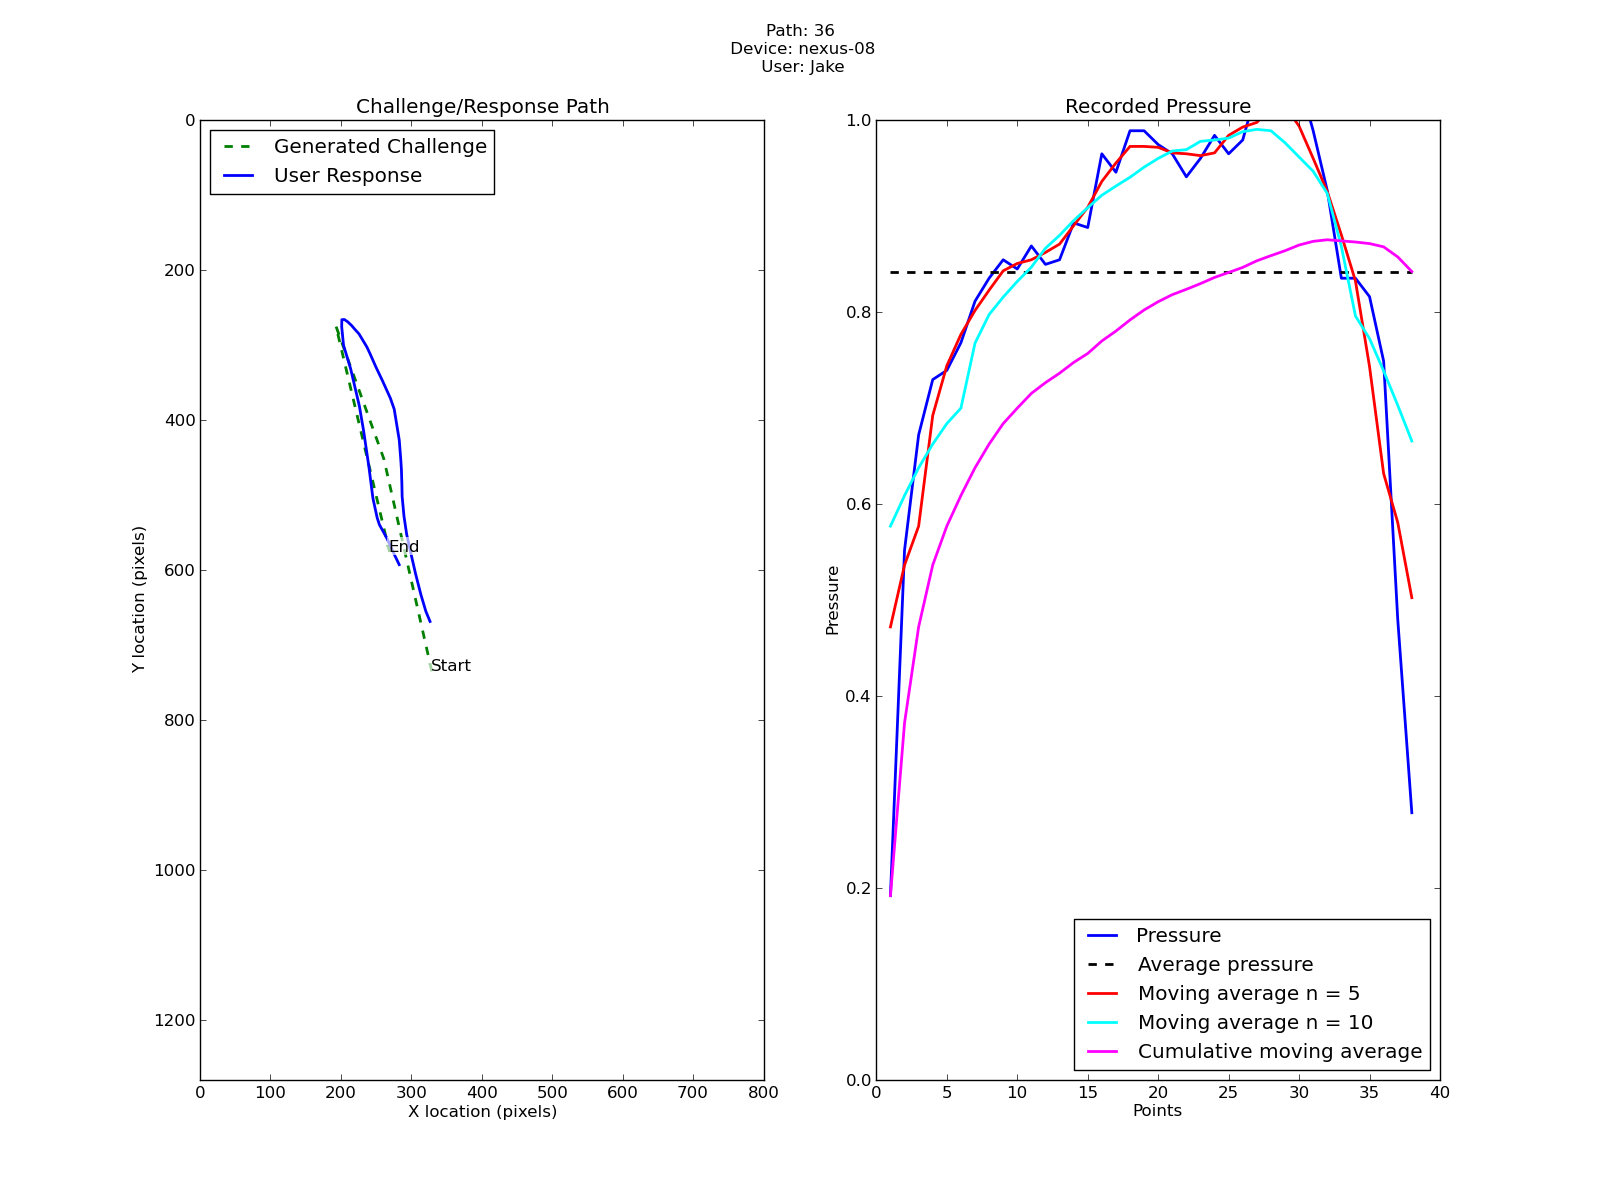 Path: 36
Device: nexus-08
User: Jake
Challenge/Response Path
Generated Challenge
User Response
0
200
400
600
800
1000
1200
Y location (pixels)
End
Start
0 100 200 300 400 500 600 700 800
X location (pixels)
Recorded Pressure
1.0
0.8
0.6
0.4
0.2
0.0
Pressure
Pressure
Average pressure
Moving average n = 5
Moving average n = 10
Cumulative moving average
0 5 10 15 20 25 30 35 40
Points